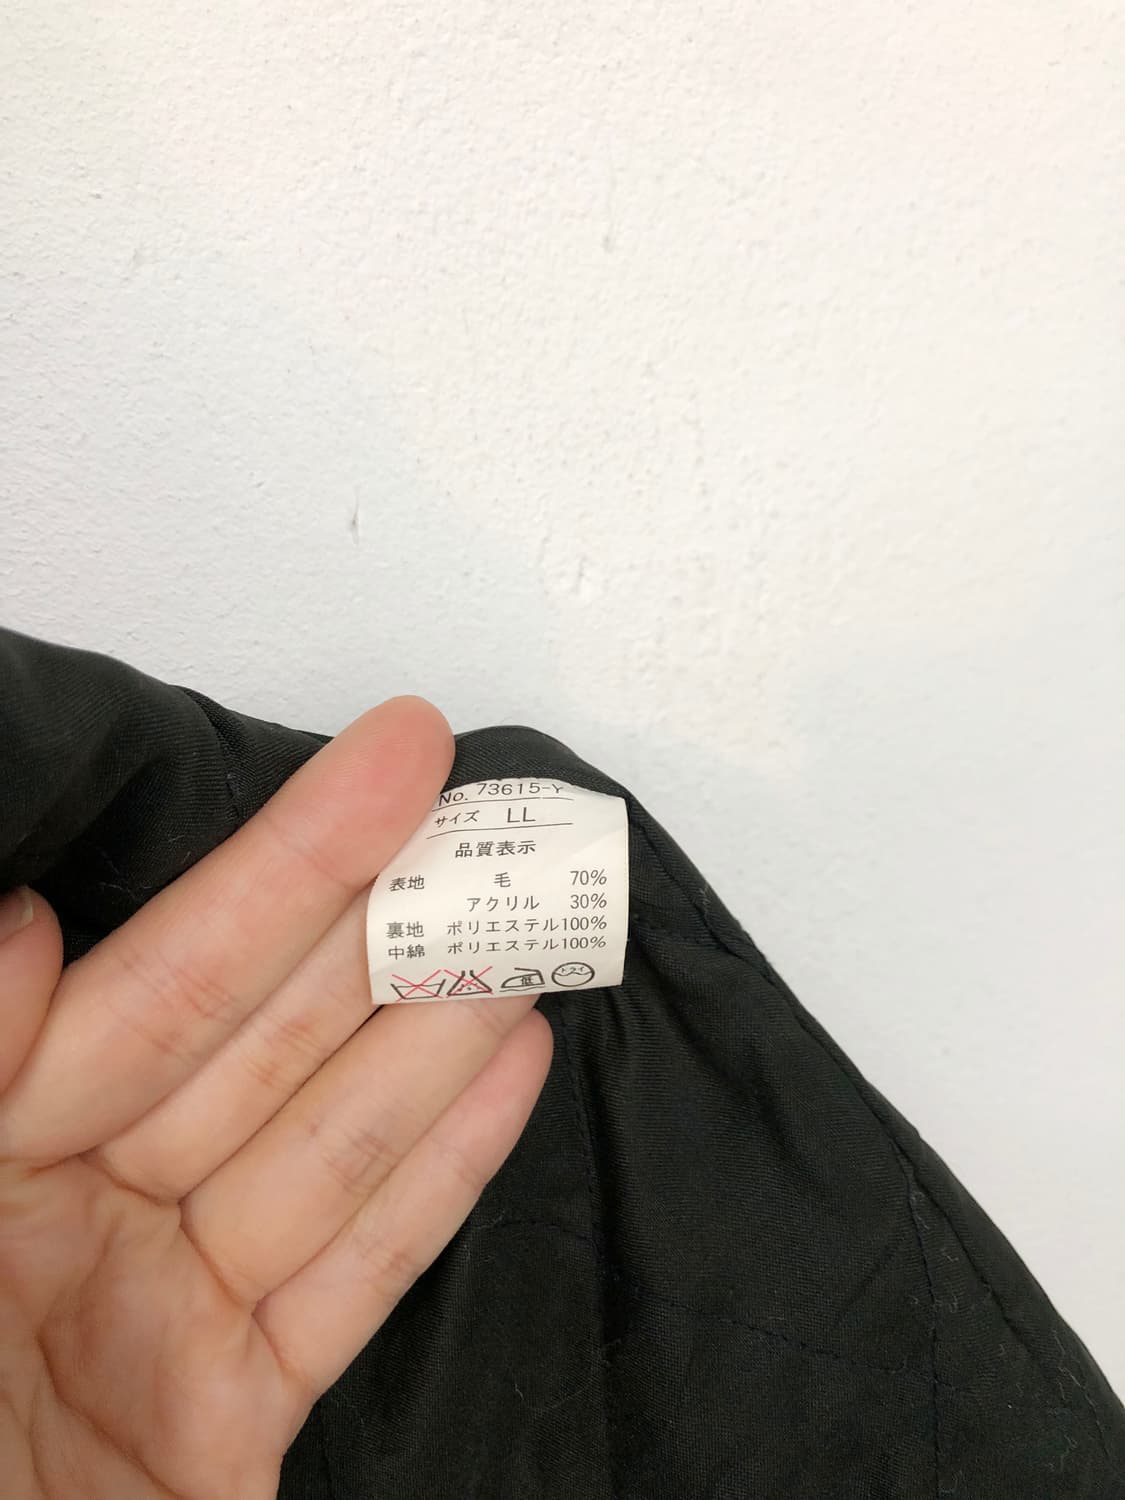 No. 73615-Y
サイズ LL
品質表示
表地 毛 70%
アクリル 30%
裏地 ポリエステル100%
中綿 ポリエステル100%
低 ドライ